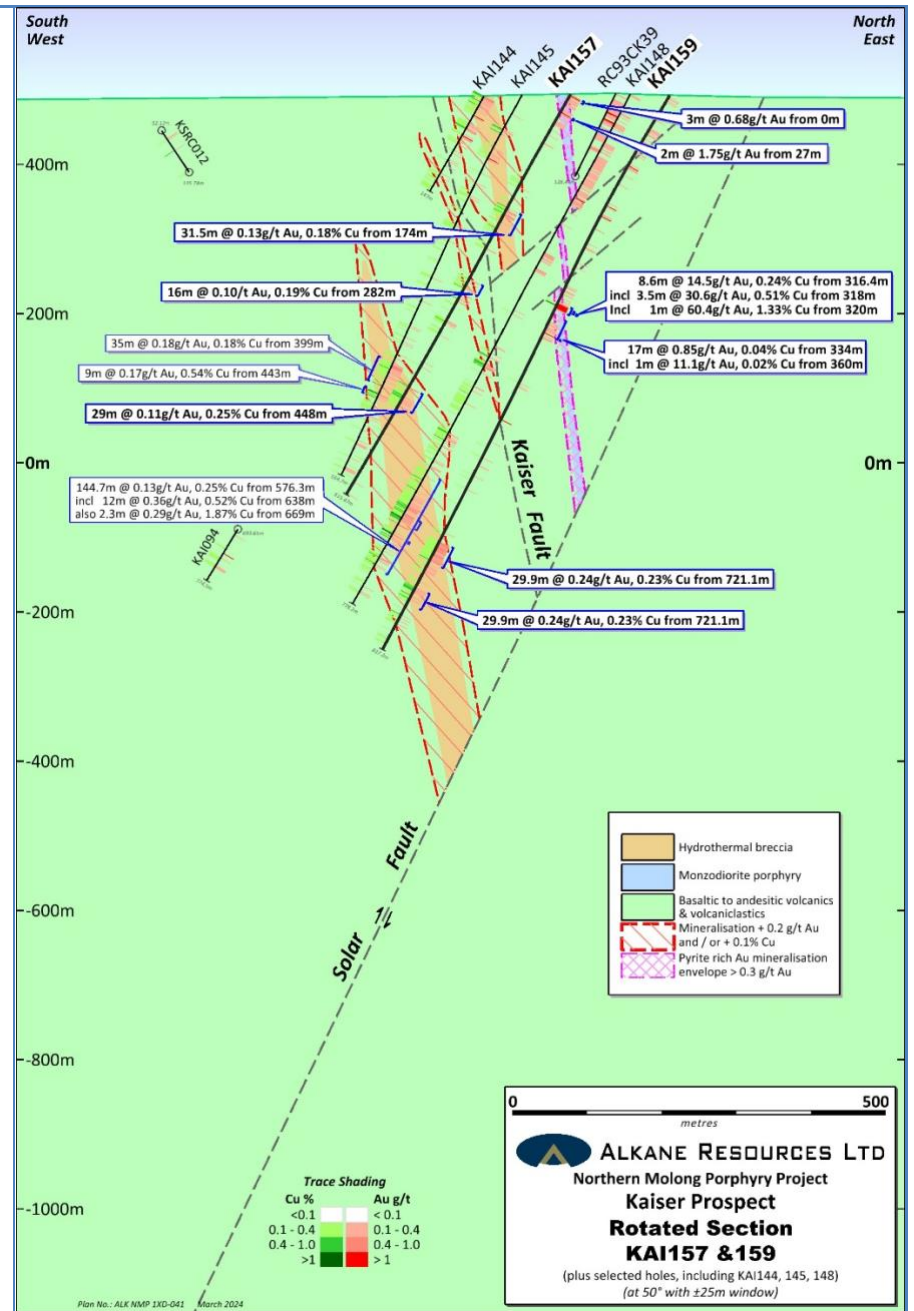 South
West
North
East
KAI144
KAI145
KAI157
RC93CK39
KAI148
KAI159
KSRC012
3m @ 0.68g/t Au from 0m
2m @ 1.75g/t Au from 27m
400m
31.5m @ 0.13g/t Au, 0.18% Cu from 174m
16m @ 0.10/t Au, 0.19% Cu from 282m
200m
8.6m @ 14.5g/t Au, 0.24% Cu from 316.4m
incl 3.5m @ 30.6g/t Au, 0.51% Cu from 318m
Incl 1m @ 60.4g/t Au, 1.33% Cu from 320m
35m @ 0.18g/t Au, 0.18% Cu from 399m
9m @ 0.17g/t Au, 0.54% Cu from 443m
17m @ 0.85g/t Au, 0.04% Cu from 334m
incl 1m @ 11.1g/t Au, 0.02% Cu from 360m
29m @ 0.11g/t Au, 0.25% Cu from 448m
0m
0m
Kaiser Fault
144.7m @ 0.13g/t Au, 0.25% Cu from 576.3m
incl 12m @ 0.36g/t Au, 0.52% Cu from 638m
also 2.3m @ 0.29g/t Au, 1.87% Cu from 669m
KAI094
29.9m @ 0.24g/t Au, 0.23% Cu from 721.1m
-200m
29.9m @ 0.24g/t Au, 0.23% Cu from 721.1m
-400m
Solar Fault
-600m
-800m
-1000m
Hydrothermal breccia
Monzodiorite porphyry
Basaltic to andesitic volcanics
& volcaniclastics
Mineralisation + 0.2 g/t Au
and / or + 0.1% Cu
Pyrite rich Au mineralisation
envelope > 0.3 g/t Au
Trace Shading
Cu % Au g/t
<0.1 < 0.1
0.1 - 0.4 0.1 - 0.4
0.4 - 1.0 0.4 - 1.0
>1 > 1
0 500
metres
ALKANE RESOURCES LTD
Northern Molong Porphyry Project
Kaiser Prospect
Rotated Section
KAI157 &159
(plus selected holes, including KAI144, 145, 148)
(at 50° with ±25m window)
Plan No.: ALK NMP 1XD-041 March 2024